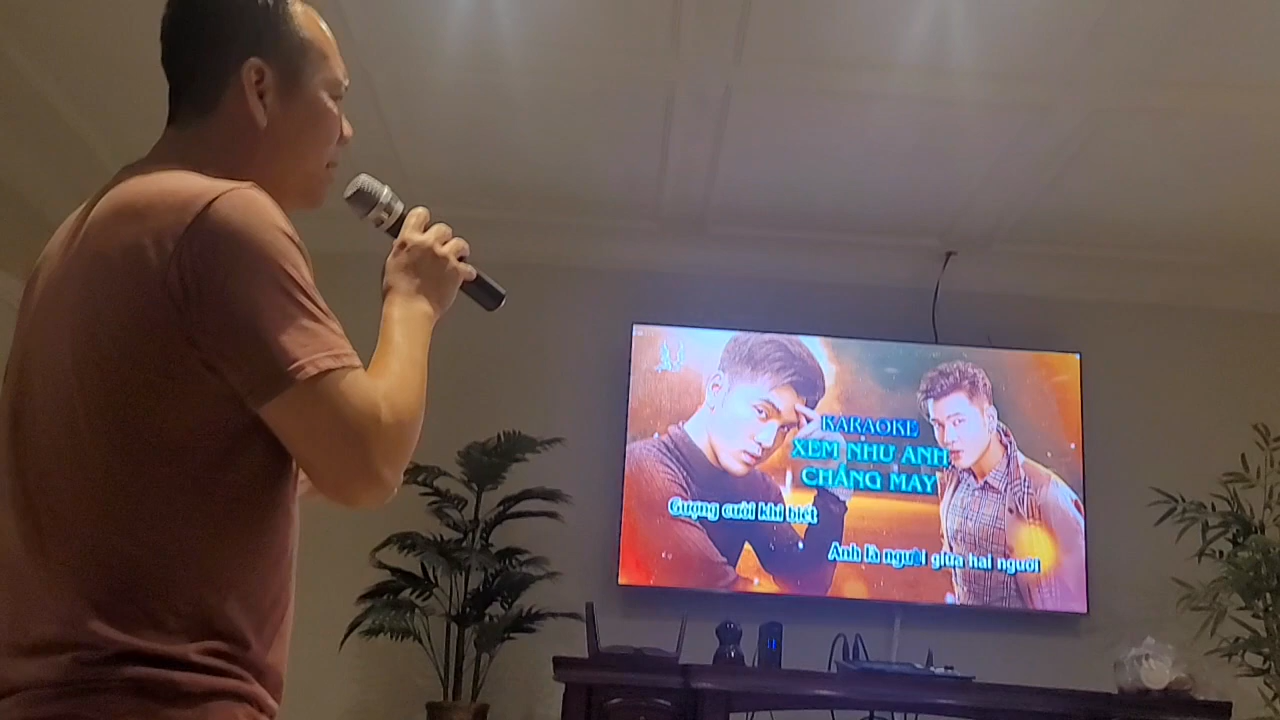 KARAOKE
XEM NHƯ ANH
CHẲNG MAY
Gượng cười khi biết
Anh là người giữa hai người